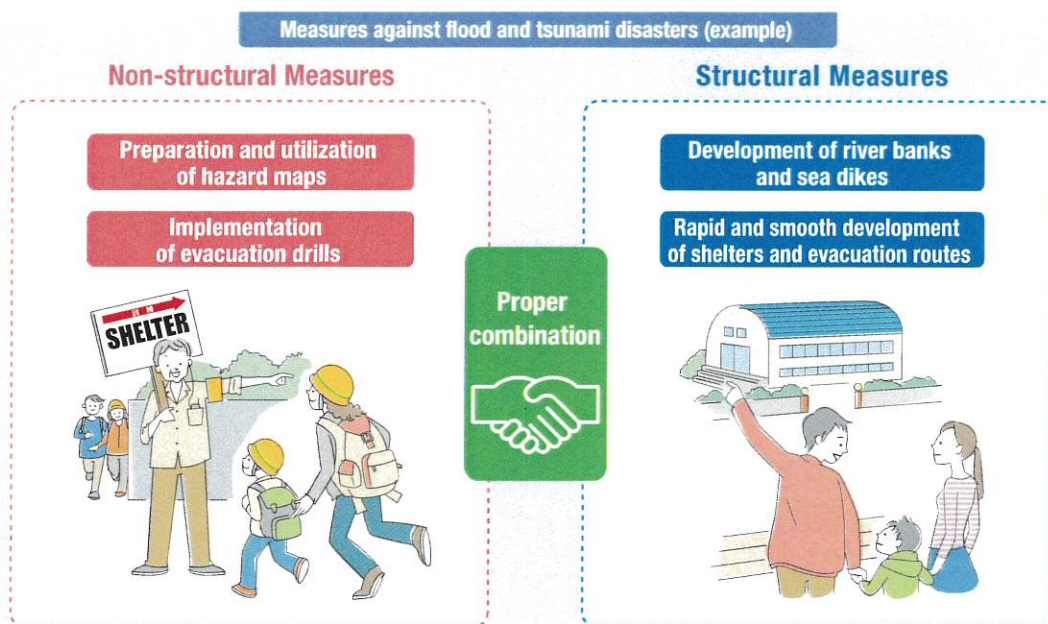 Measures against flood and tsunami disasters (example)
Non-structural Measures
Preparation and utilization
of hazard maps
Implementation
of evacuation drills
SHELTER
Proper
combination
Structural Measures
Development of river banks
and sea dikes
Rapid and smooth development
of shelters and evacuation routes